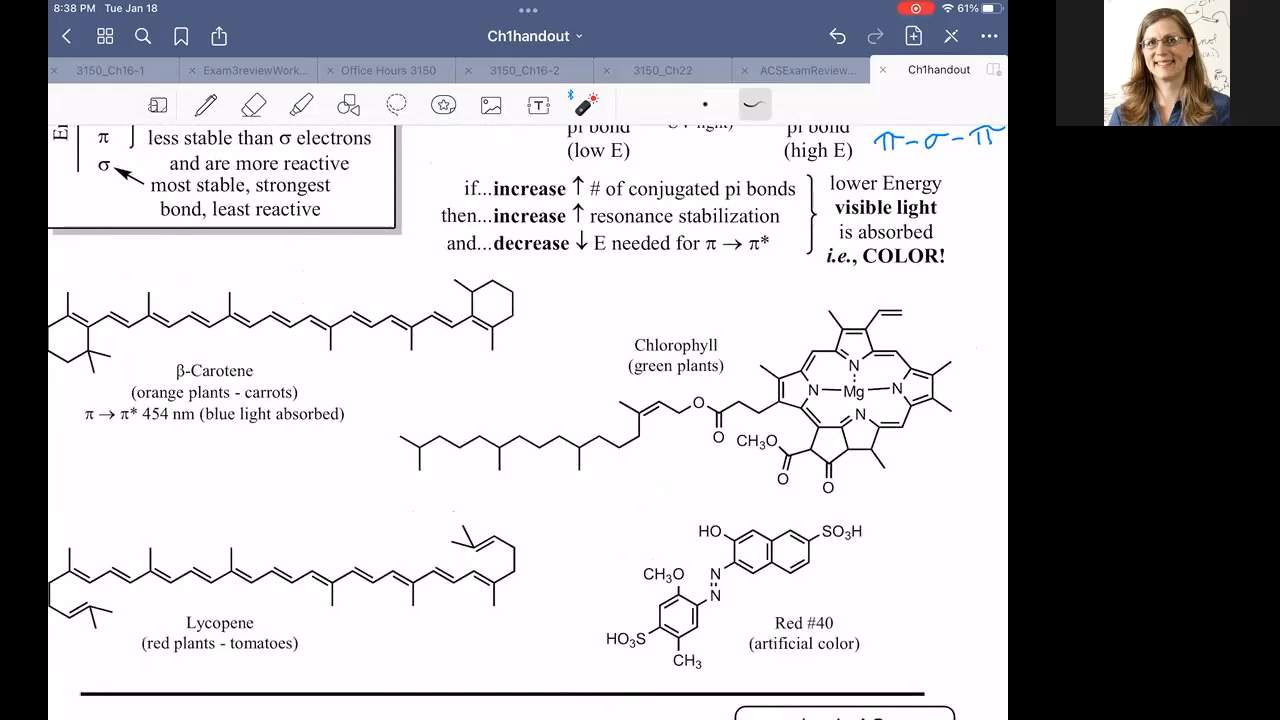 8:38 PM Tue Jan 18
61%
Ch1handout
3150_Ch16-1
Exam3reviewWork...
Office Hours 3150
3150_Ch16-2
3150_Ch22
ACSExamReview...
Ch1handout
π
less stable than σ electrons
σ
and are more reactive
most stable, strongest
bond, least reactive
pi bond
(low E)
UV light)
pi bond
(high E)
π-σ-π
if...increase ↑ # of conjugated pi bonds
then...increase ↑ resonance stabilization
and...decrease ↓ E needed for π → π*
lower Energy
visible light
is absorbed
i.e., COLOR!
β-Carotene
(orange plants - carrots)
π → π* 454 nm (blue light absorbed)
Chlorophyll
(green plants)
N
N
Mg
N
N
O
O
CH₃O
O
O
Lycopene
(red plants - tomatoes)
HO
SO₃H
CH₃O
N
N
HO₃S
CH₃
Red #40
(artificial color)